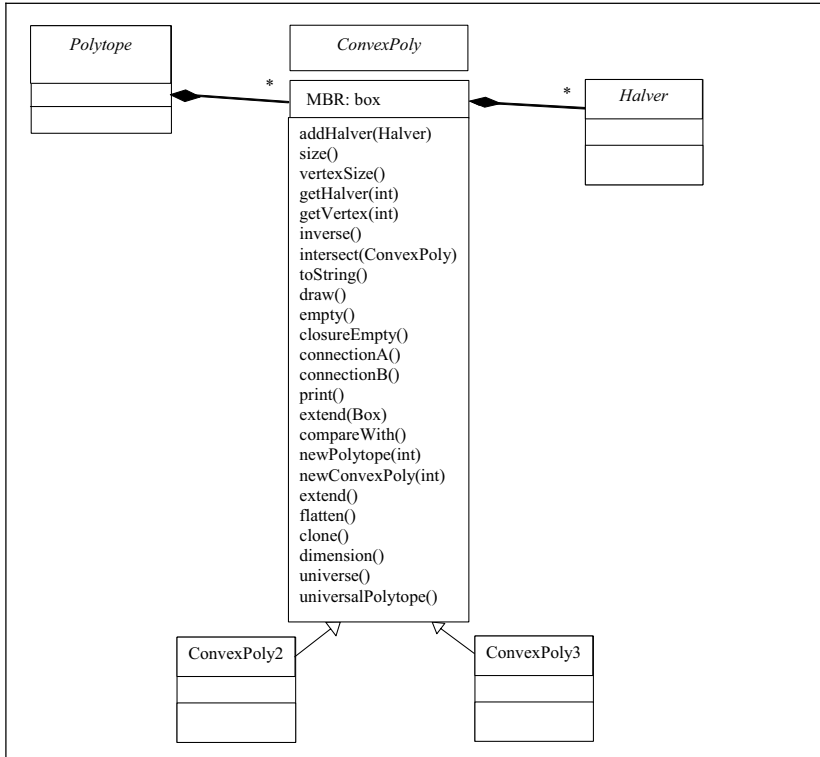 Polytope
ConvexPoly
*
MBR: box
*
Halver
addHalver(Halver)
size()
vertexSize()
getHalver(int)
getVertex(int)
inverse()
intersect(ConvexPoly)
toString()
draw()
empty()
closureEmpty()
connectionA()
connectionB()
print()
extend(Box)
compareWith()
newPolytope(int)
newConvexPoly(int)
extend()
flatten()
clone()
dimension()
universe()
universalPolytope()
ConvexPoly2
ConvexPoly3